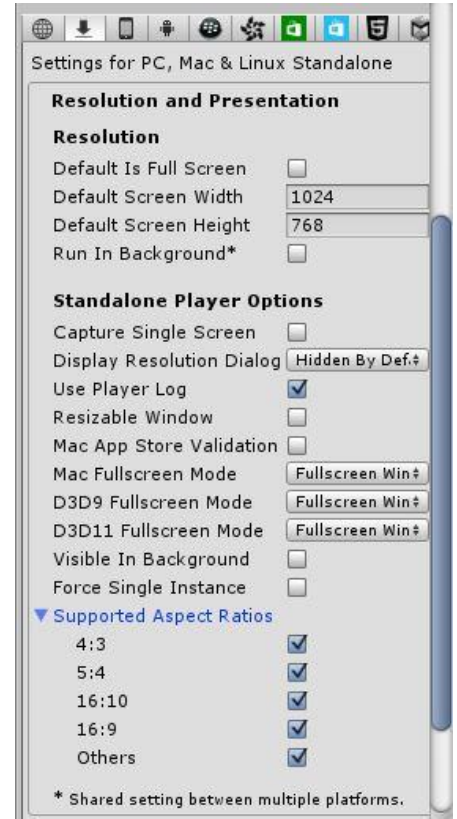 Settings for PC, Mac & Linux Standalone
Resolution and Presentation
Resolution
Default Is Full Screen
Default Screen Width 1024
Default Screen Height 768
Run In Background*
Standalone Player Options
Capture Single Screen
Display Resolution Dialog Hidden By Def.
Use Player Log
Resizable Window
Mac App Store Validation
Mac Fullscreen Mode Fullscreen Win
D3D9 Fullscreen Mode Fullscreen Win
D3D11 Fullscreen Mode Fullscreen Win
Visible In Background
Force Single Instance
Supported Aspect Ratios
4:3
5:4
16:10
16:9
Others
* Shared setting between multiple platforms.